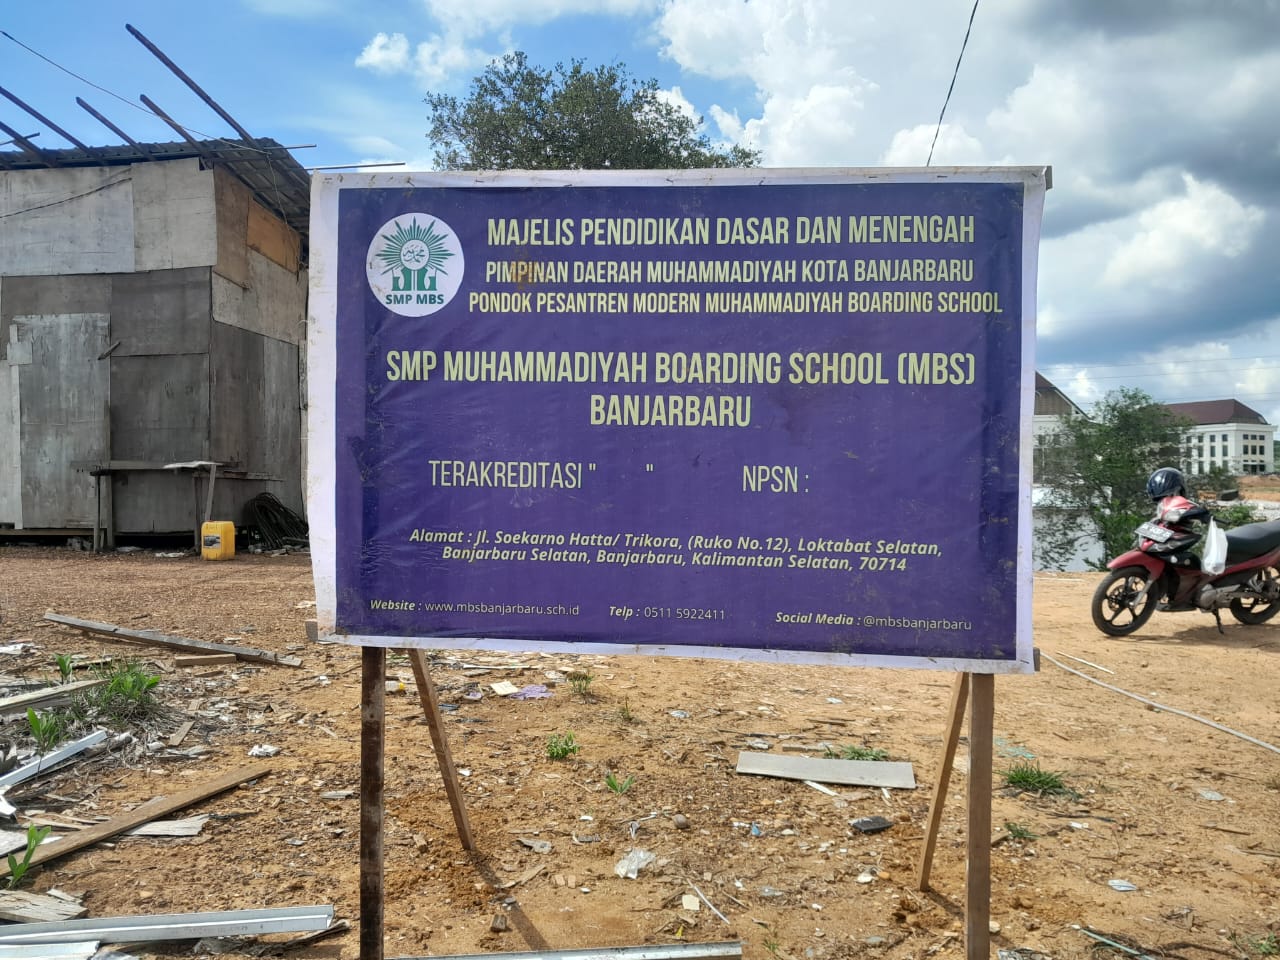 MAJELIS PENDIDIKAN DASAR DAN MENENGAH
PIMPINAN DAERAH MUHAMMADIYAH KOTA BANJARBARU
PONDOK PESANTREN MODERN MUHAMMADIYAH BOARDING SCHOOL
SMP MBS
SMP MUHAMMADIYAH BOARDING SCHOOL (MBS)
BANJARBARU
TERAKREDITASI " " NPSN :
Alamat : Jl. Soekarno Hatta/ Trikora, (Ruko No.12), Loktabat Selatan,
Banjarbaru Selatan, Banjarbaru, Kalimantan Selatan, 70714
Website : www.mbsbanjarbaru.sch.id Telp : 0511 5922411 Social Media : @mbsbanjarbaru